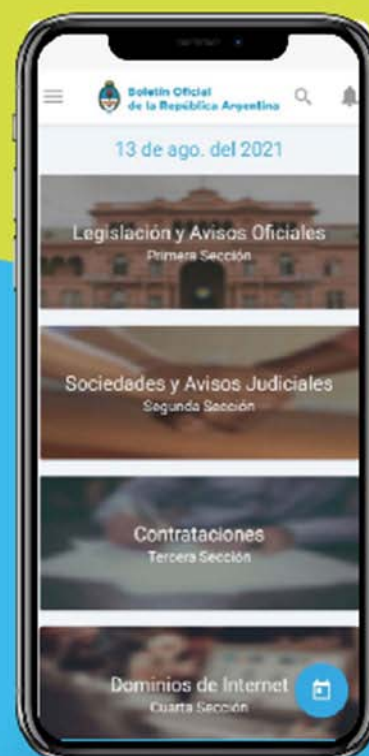 Boletín Oficial
de la República Argentina
13 de ago. del 2021
Legislación y Avisos Oficiales
Primera Sección
Sociedades y Avisos Judiciales
Segunda Sección
Contrataciones
Tercera Sección
Dominios de Internet
Cuarta Sección